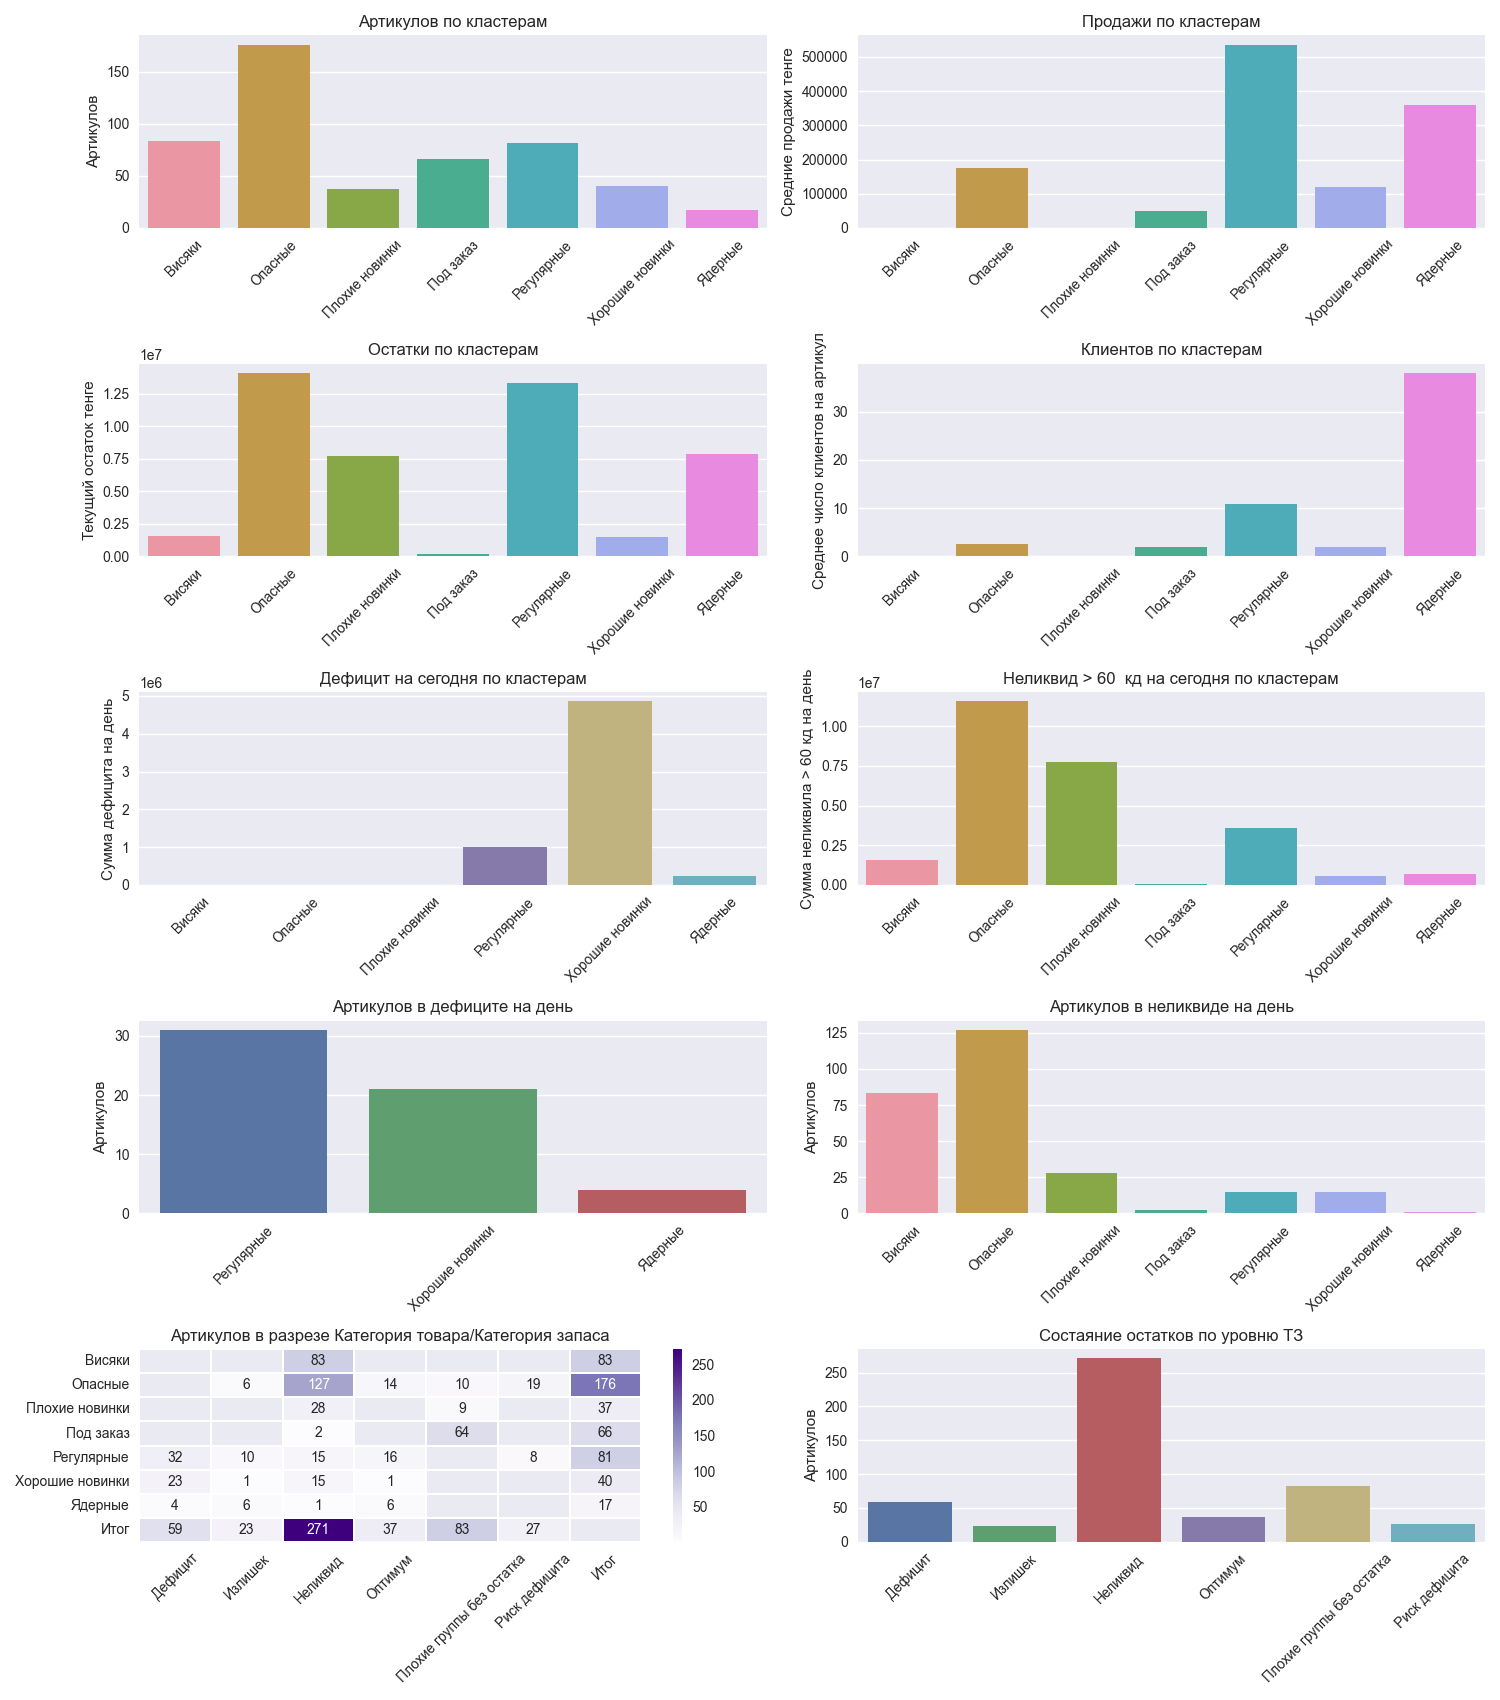 Артикулов по кластерам
Артикулов
150
100
50
0
Висяки
Опасные
Плохие новинки
Под заказ
Регулярные
Хорошие новинки
Ядерные
Продажи по кластерам
Средние продажи тенге
500000
400000
300000
200000
100000
0
Висяки
Опасные
Плохие новинки
Под заказ
Регулярные
Хорошие новинки
Ядерные
Остатки по кластерам
1e7
Текущий остаток тенге
1.25
1.00
0.75
0.50
0.25
0.00
Висяки
Опасные
Плохие новинки
Под заказ
Регулярные
Хорошие новинки
Ядерные
Клиентов по кластерам
Среднее число клиентов на артикул
30
20
10
0
Висяки
Опасные
Плохие новинки
Под заказ
Регулярные
Хорошие новинки
Ядерные
Дефицит на сегодня по кластерам
1e6
Сумма дефицита на день
5
4
3
2
1
0
Висяки
Опасные
Плохие новинки
Регулярные
Хорошие новинки
Ядерные
Неликвид > 60 кд на сегодня по кластерам
1e7
Сумма неликвила > 60 кд на день
1.00
0.75
0.50
0.25
0.00
Висяки
Опасные
Плохие новинки
Под заказ
Регулярные
Хорошие новинки
Ядерные
Артикулов в дефиците на день
Артикулов
30
20
10
0
Регулярные
Хорошие новинки
Ядерные
Артикулов в неликвиде на день
Артикулов
125
100
75
50
25
0
Висяки
Опасные
Плохие новинки
Под заказ
Регулярные
Хорошие новинки
Ядерные
Артикулов в разрезе Категория товара/Категория запаса
Висяки 83 83
Опасные 6 127 14 10 19 176
Плохие новинки 28 9 37
Под заказ 2 64 66
Регулярные 32 10 15 16 8 81
Хорошие новинки 23 1 15 1 40
Ядерные 4 6 1 6 17
Итог 59 23 271 37 83 27
Дефицит
Излишек
Неликвид
Оптимум
Плохие группы без остатка
Риск дефицита
Итог
250
200
150
100
50
Состаяние остатков по уровню ТЗ
Артикулов
250
200
150
100
50
0
Дефицит
Излишек
Неликвид
Оптимум
Плохие группы без остатка
Риск дефицита